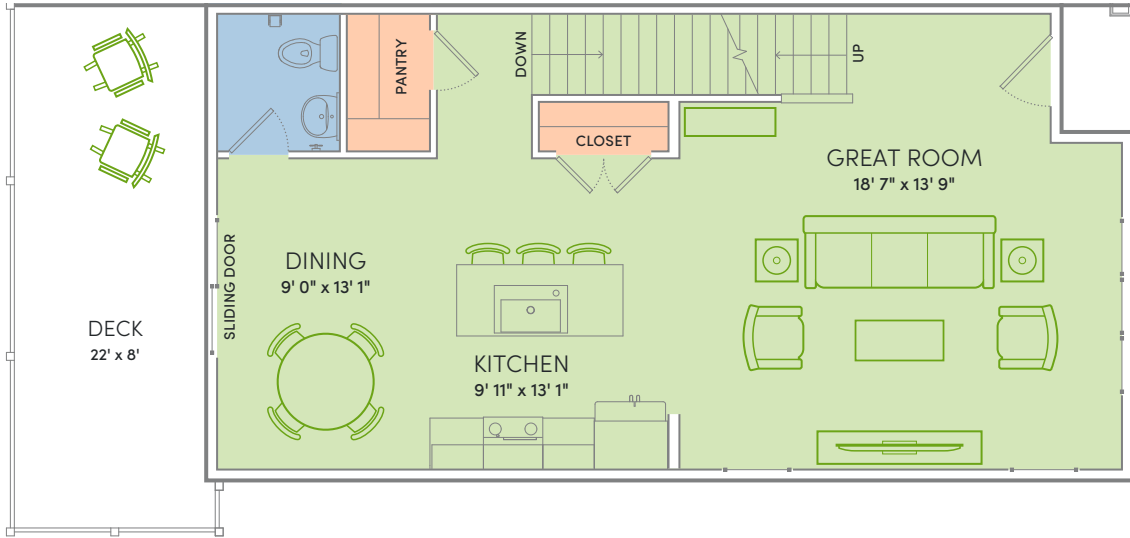 PANTRY
DOWN
UP
CLOSET
GREAT ROOM
18' 7" x 13' 9"
SLIDING DOOR
DINING
9' 0" x 13' 1"
DECK
22' x 8'
KITCHEN
9' 11" x 13' 1"